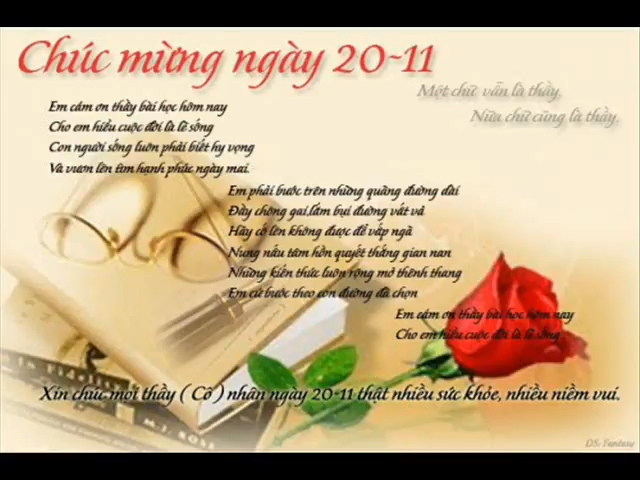 Chúc mừng ngày 20-11
Một chữ vẫn là thầy,
Nửa chữ cũng là thầy.
Em cám ơn thầy bài học hôm nay
Cho em hiểu cuộc đời là lẽ sống
Con người sống luôn phải biết hy vọng
Và vươn lên tìm hạnh phúc ngày mai.
Em phải bước trên những quãng đường dài
Đầy chông gai,lấm bụi đường vất vả
Hãy cố lên không được để vấp ngã
Nung nấu tâm hồn quyết thắng gian nan
Những kiến thức luôn rộng mở thênh thang
Em cứ bước theo con đường đã chọn
Em cám ơn thầy bài học hôm nay
Cho em hiểu cuộc đời là lẽ sống
Xin chúc mọi thầy ( Cô ) nhân ngày 20-11 thật nhiều sức khỏe, nhiều niềm vui.
M. J. ROSE
DS: Fantasy